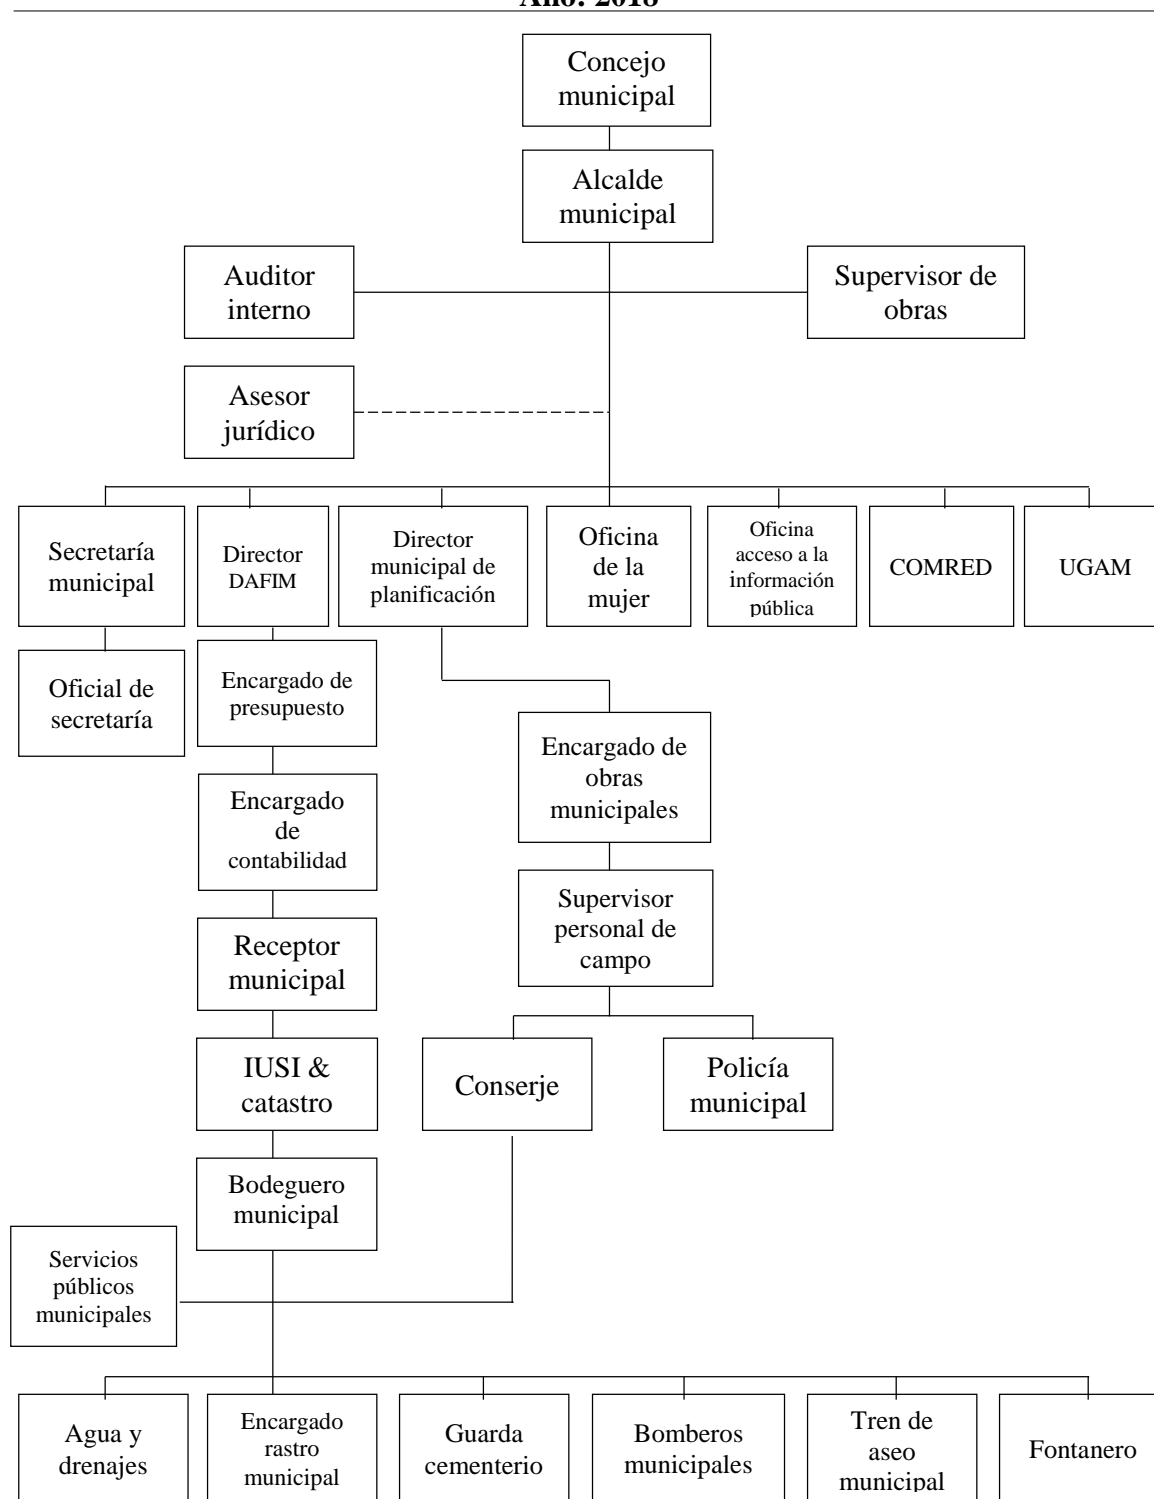 Año: 2018
Concejo
municipal
Alcalde
municipal
Auditor
interno
Supervisor de
obras
Asesor
jurídico
Secretaría
municipal
Director
DAFIM
Director
municipal de
planificación
Oficina
de la
mujer
Oficina
acceso a la
información
pública
COMRED
UGAM
Oficial de
secretaría
Encargado de
presupuesto
Encargado de
obras
municipales
Encargado
de
contabilidad
Supervisor
personal de
campo
Receptor
municipal
IUSI &
catastro
Conserje
Policía
municipal
Bodeguero
municipal
Servicios
públicos
municipales
Agua y
drenajes
Encargado
rastro
municipal
Guarda
cementerio
Bomberos
municipales
Tren de
aseo
municipal
Fontanero